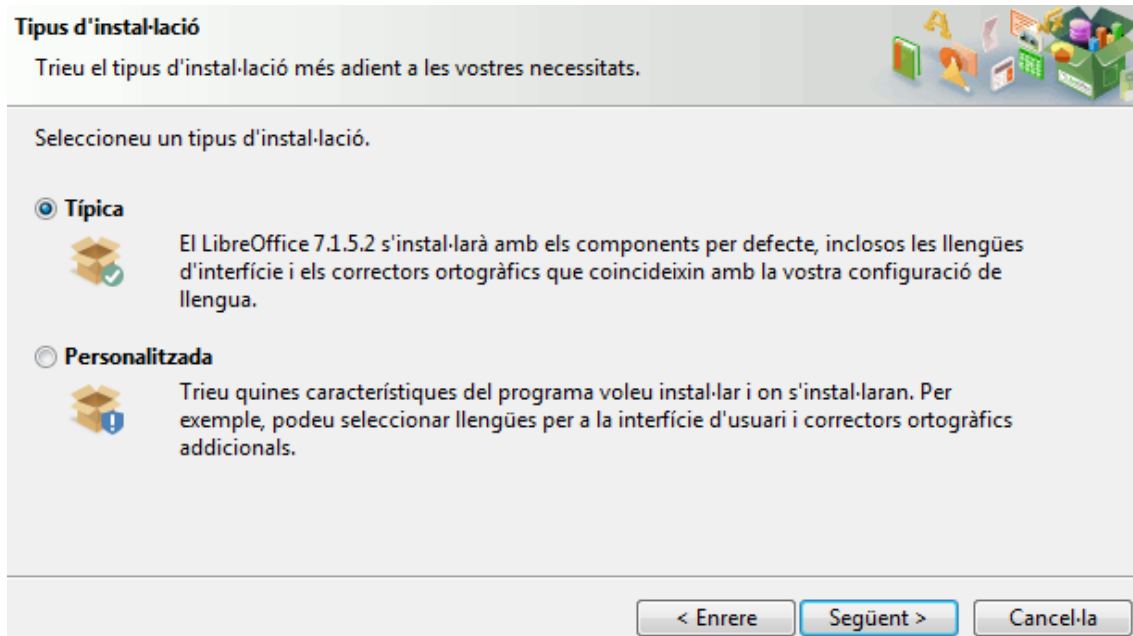 Tipus d'instal·lació
Trieu el tipus d'instal·lació més adient a les vostres necessitats.
Seleccioneu un tipus d'instal·lació.
Típica
El LibreOffice 7.1.5.2 s'instal·larà amb els components per defecte, inclosos les llengües
d'interfície i els correctors ortogràfics que coincideixin amb la vostra configuració de
llengua.
Personalitzada
Trieu quines característiques del programa voleu instal·lar i on s'instal·laran. Per
exemple, podeu seleccionar llengües per a la interfície d'usuari i correctors ortogràfics
addicionals.
< Enrere
Següent >
Cancel·la